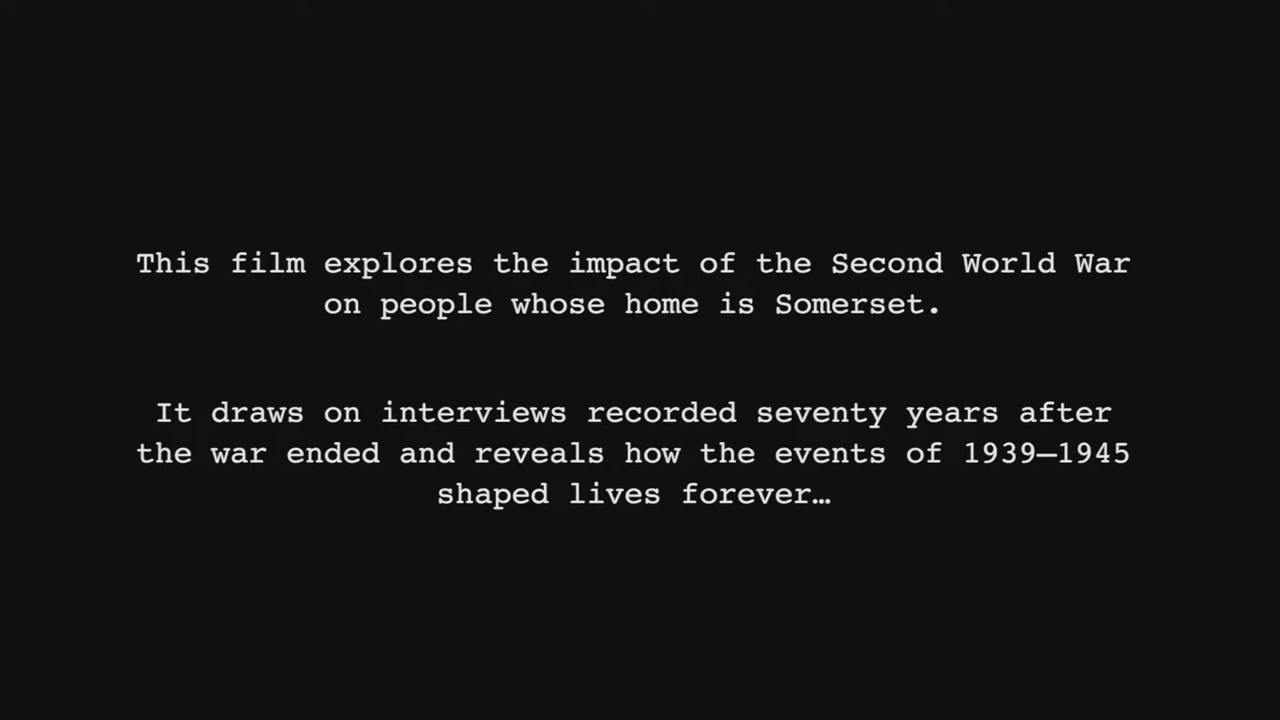 This film explores the impact of the Second World War
on people whose home is Somerset.
It draws on interviews recorded seventy years after
the war ended and reveals how the events of 1939—1945
shaped lives forever…